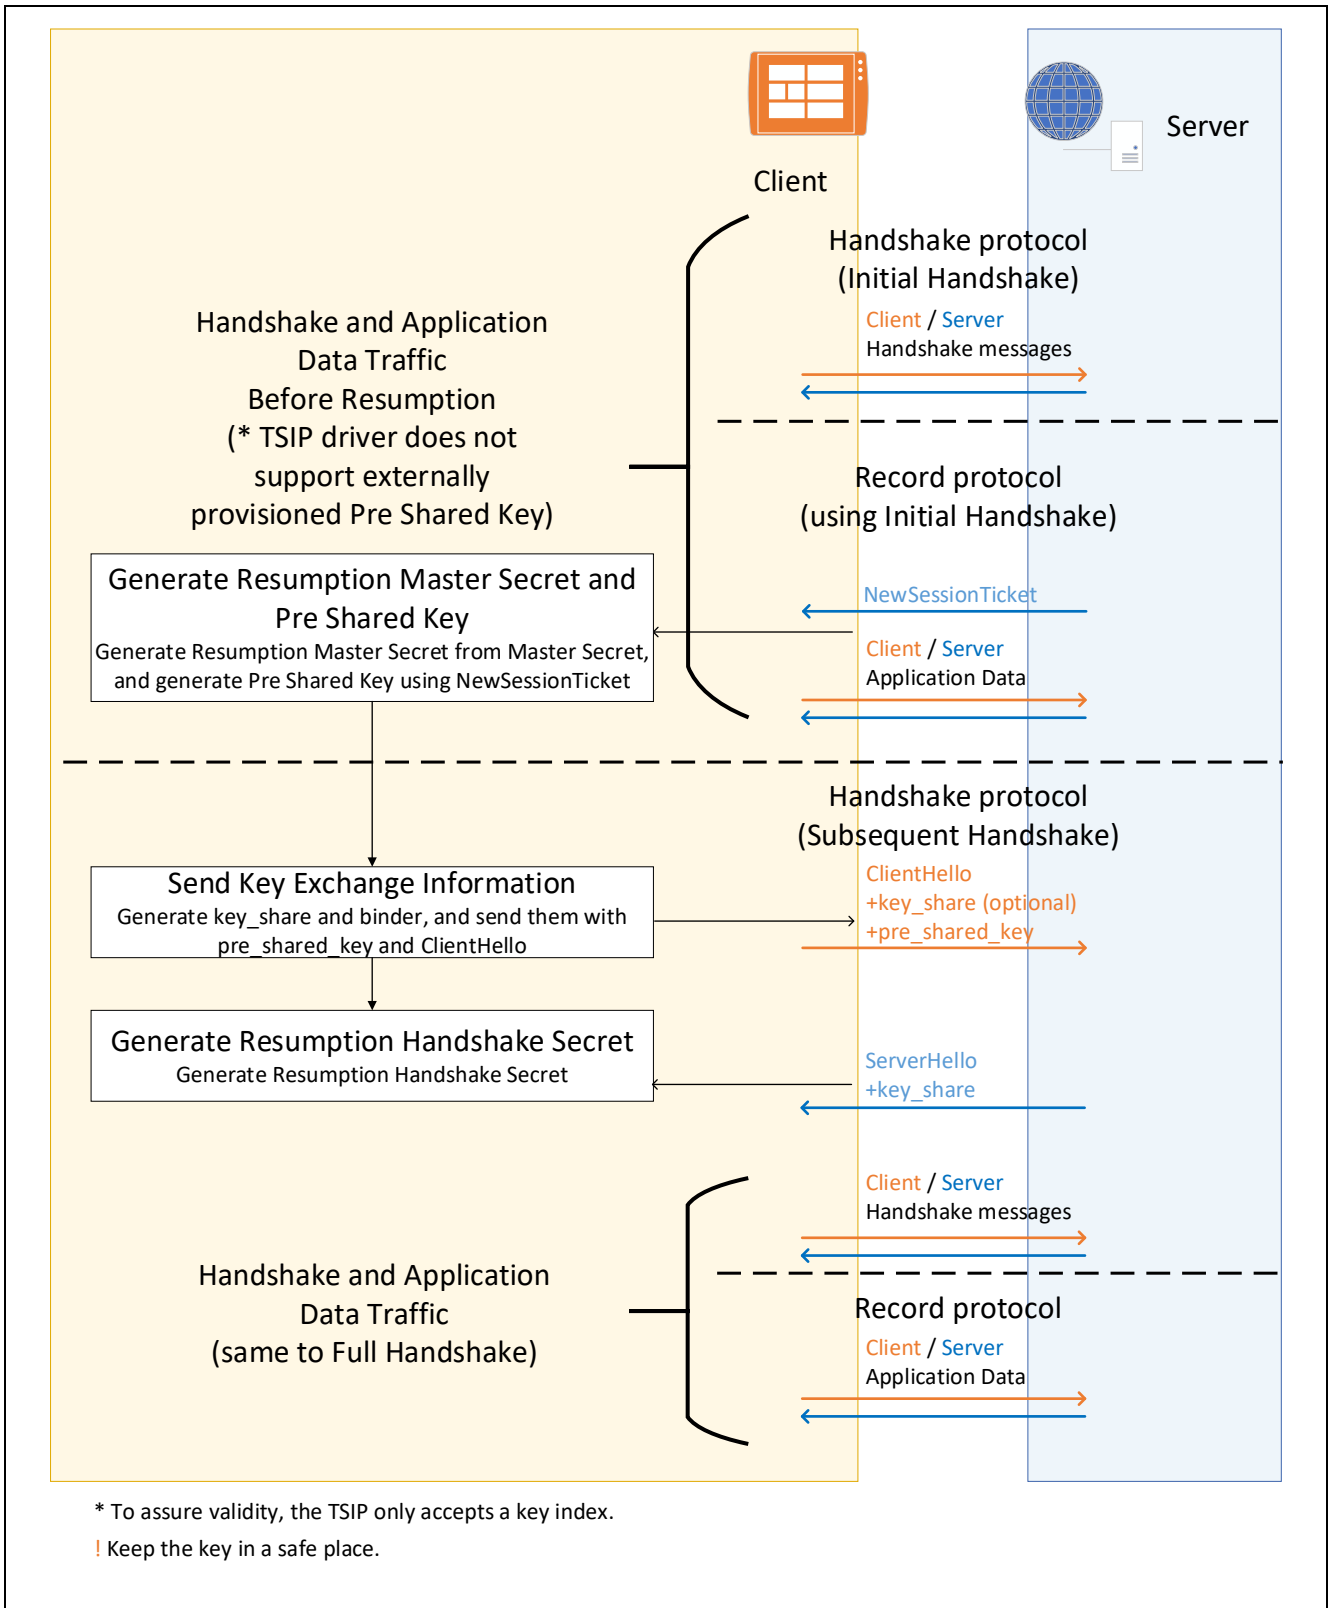 Client
Server
Handshake protocol
(Initial Handshake)
Client / Server
Handshake messages
Handshake and Application
Data Traffic
Before Resumption
(* TSIP driver does not
support externally
provisioned Pre Shared Key)
Record protocol
(using Initial Handshake)
NewSessionTicket
Generate Resumption Master Secret and
Pre Shared Key
Generate Resumption Master Secret from Master Secret,
and generate Pre Shared Key using NewSessionTicket
Client / Server
Application Data
Handshake protocol
(Subsequent Handshake)
Send Key Exchange Information
Generate key_share and binder, and send them with
pre_shared_key and ClientHello
ClientHello
+key_share (optional)
+pre_shared_key
Generate Resumption Handshake Secret
Generate Resumption Handshake Secret
ServerHello
+key_share
Client / Server
Handshake messages
Handshake and Application
Data Traffic
(same to Full Handshake)
Record protocol
Client / Server
Application Data
* To assure validity, the TSIP only accepts a key index.
! Keep the key in a safe place.